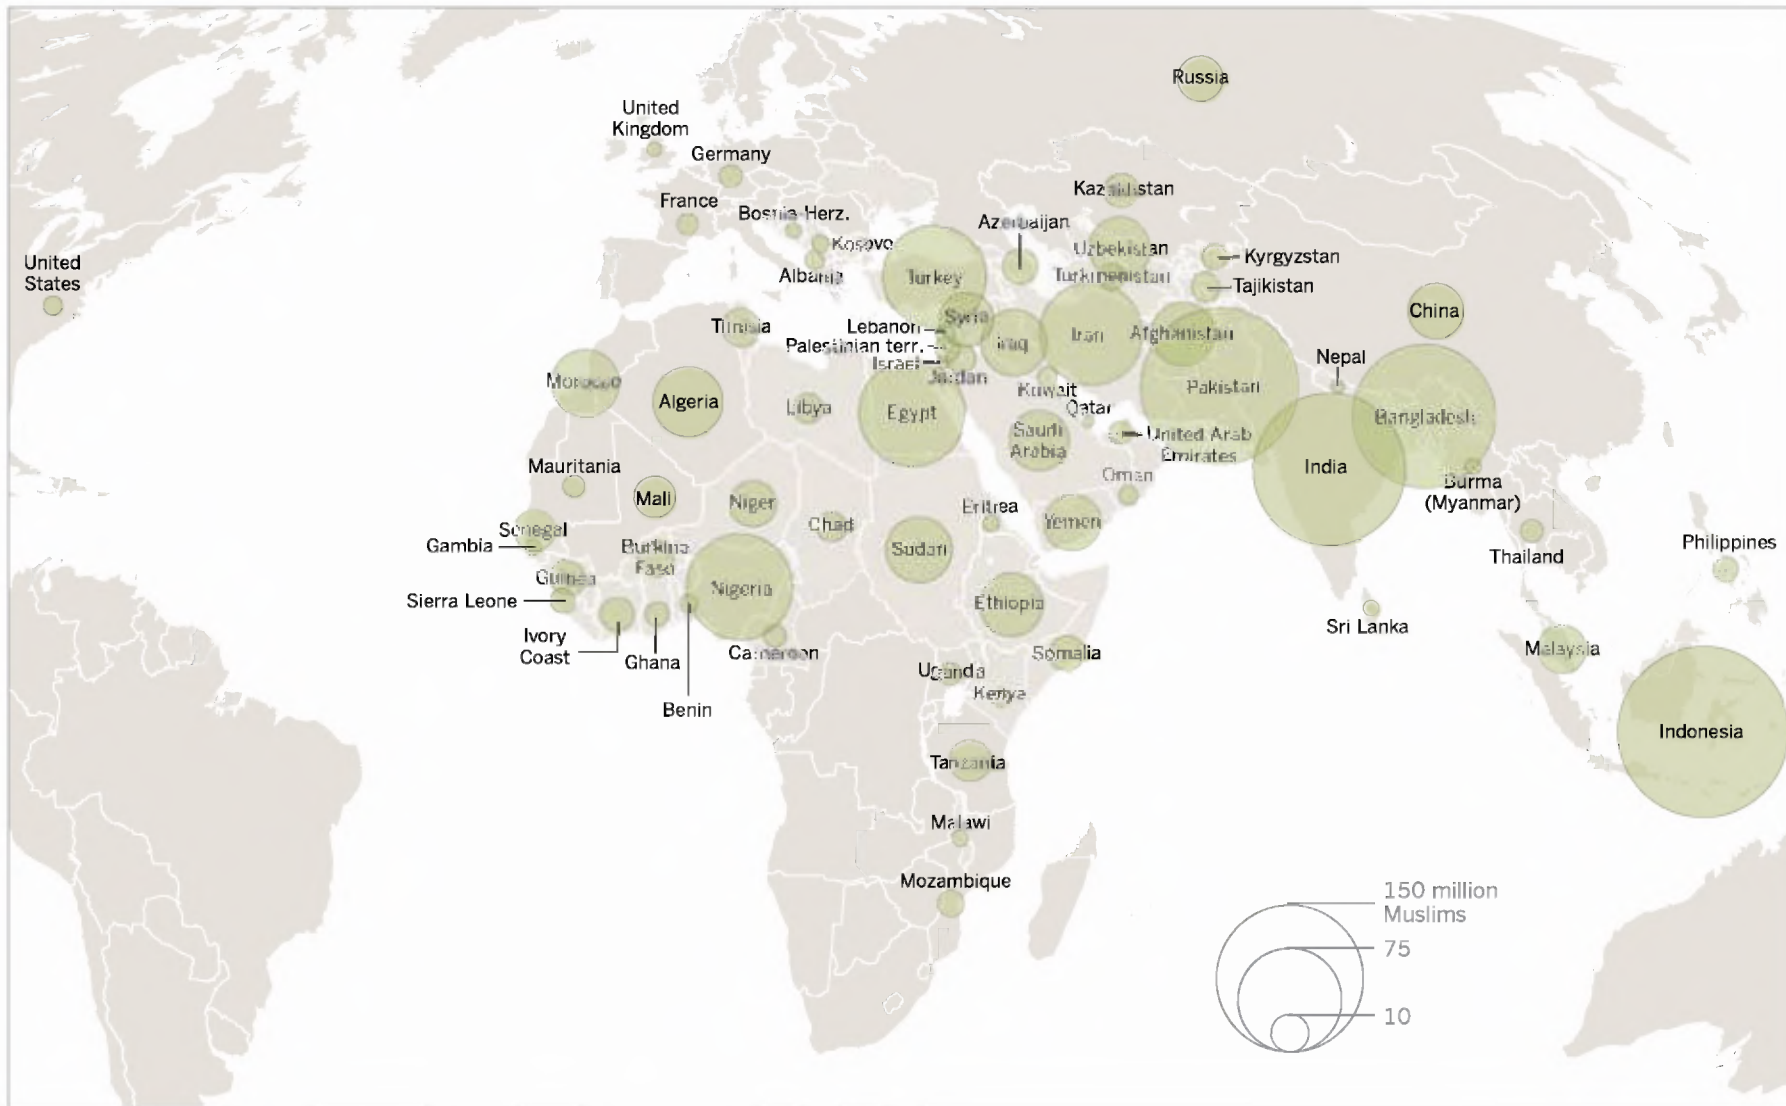 Russia
United
Kingdom
Germany
France
Bosnia-Herz.
Kosovo
Albania
Kazakhstan
Azerbaijan
Uzbekistan
Turkmenistan
Kyrgyzstan
Tajikistan
United
States
Turkey
Syria
Lebanon
Palestinian terr.
Israel
Jordan
Iraq
Iran
Afghanistan
China
Nepal
Pakistan
Bangladesh
Tunisia
Morocco
Algeria
Libya
Egypt
Kuwait
Qatar
Saudi
Arabia
United Arab
Emirates
Oman
India
Burma
(Myanmar)
Mauritania
Mali
Niger
Chad
Eritrea
Yemen
Senegal
Gambia
Burkina
Faso
Sudan
Thailand
Philippines
Guinea
Sierra Leone
Nigeria
Ethiopia
Sri Lanka
Ivory
Coast
Ghana
Benin
Cameroon
Uganda
Kenya
Somalia
Malaysia
Indonesia
Tanzania
Malawi
Mozambique
150 million
Muslims
75
10